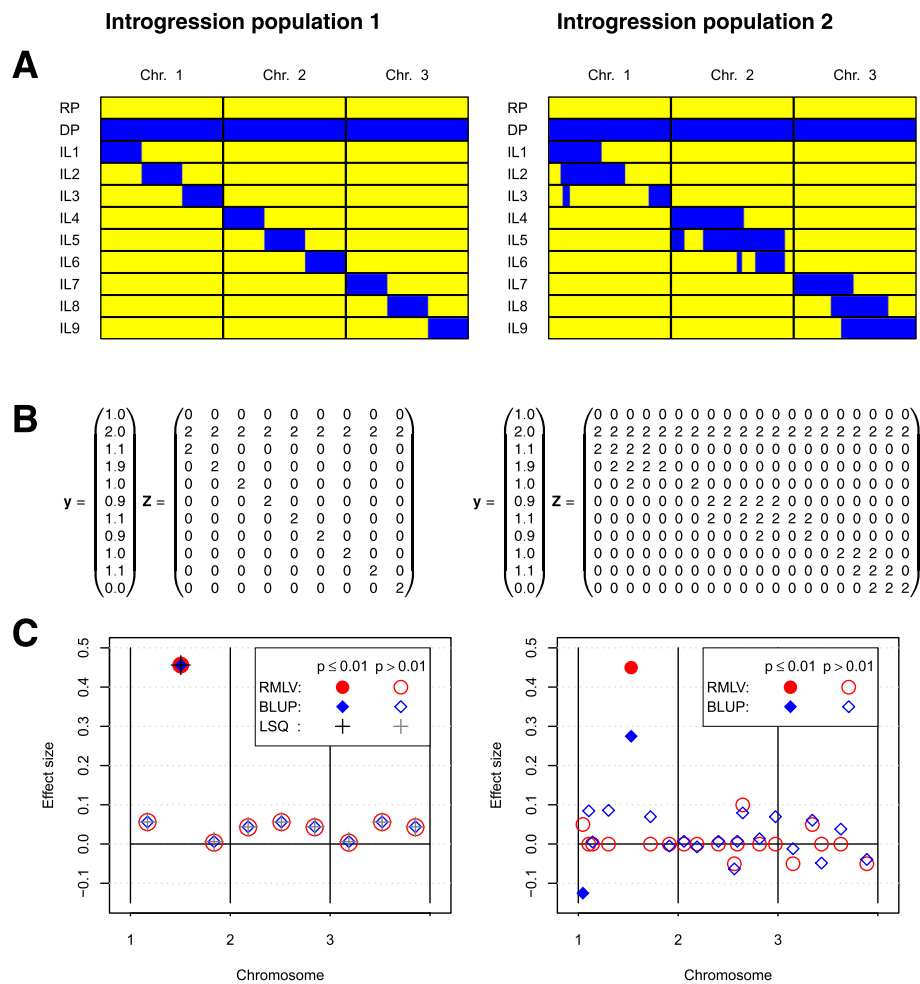 Introgression population 1
Introgression population 2
A
Chr. 1 Chr. 2 Chr. 3
Chr. 1 Chr. 2 Chr. 3
RP
DP
IL1
IL2
IL3
IL4
IL5
IL6
IL7
IL8
IL9
RP
DP
IL1
IL2
IL3
IL4
IL5
IL6
IL7
IL8
IL9
B
y =
1.0
2.0
1.1
1.9
1.0
0.9
1.1
0.9
1.0
1.1
0.0
Z =
0 0 0 0 0 0 0 0 0
2 2 2 2 2 2 2 2 2
2 0 0 0 0 0 0 0 0
0 2 0 0 0 0 0 0 0
0 0 2 0 0 0 0 0 0
0 0 0 2 0 0 0 0 0
0 0 0 0 2 0 0 0 0
0 0 0 0 0 2 0 0 0
0 0 0 0 0 0 2 0 0
0 0 0 0 0 0 0 2 0
0 0 0 0 0 0 0 0 2
y =
1.0
2.0
1.1
1.9
1.0
0.9
1.1
0.9
1.0
1.1
0.0
Z =
0 0 0 0 0 0 0 0 0 0 0 0 0 0 0 0 0 0 0 0
2 2 2 2 2 2 2 2 2 2 2 2 2 2 2 2 2 2 2 2
2 2 2 2 0 0 0 0 0 0 0 0 0 0 0 0 0 0 0 0
0 2 2 2 2 0 0 0 0 0 0 0 0 0 0 0 0 0 0 0
0 0 2 0 0 0 2 0 0 0 0 0 0 0 0 0 0 0 0 0
0 0 0 0 0 0 0 2 2 2 2 2 0 0 0 0 0 0 0 0
0 0 0 0 0 0 0 2 0 2 2 2 2 2 0 0 0 0 0 0
0 0 0 0 0 0 0 0 0 0 2 0 0 2 0 0 0 0 0 0
0 0 0 0 0 0 0 0 0 0 0 0 0 0 0 2 2 2 0 0
0 0 0 0 0 0 0 0 0 0 0 0 0 0 0 0 2 2 2 0
0 0 0 0 0 0 0 0 0 0 0 0 0 0 0 0 0 2 2 2
C
Effect size
0.5
0.4
0.3
0.2
0.1
0.0
−0.1
p ≤ 0.01 p > 0.01
RMLV:
BLUP:
LSQ :
1 2 3
Chromosome
Effect size
0.5
0.4
0.3
0.2
0.1
0.0
−0.1
p ≤ 0.01 p > 0.01
RMLV:
BLUP:
1 2 3
Chromosome